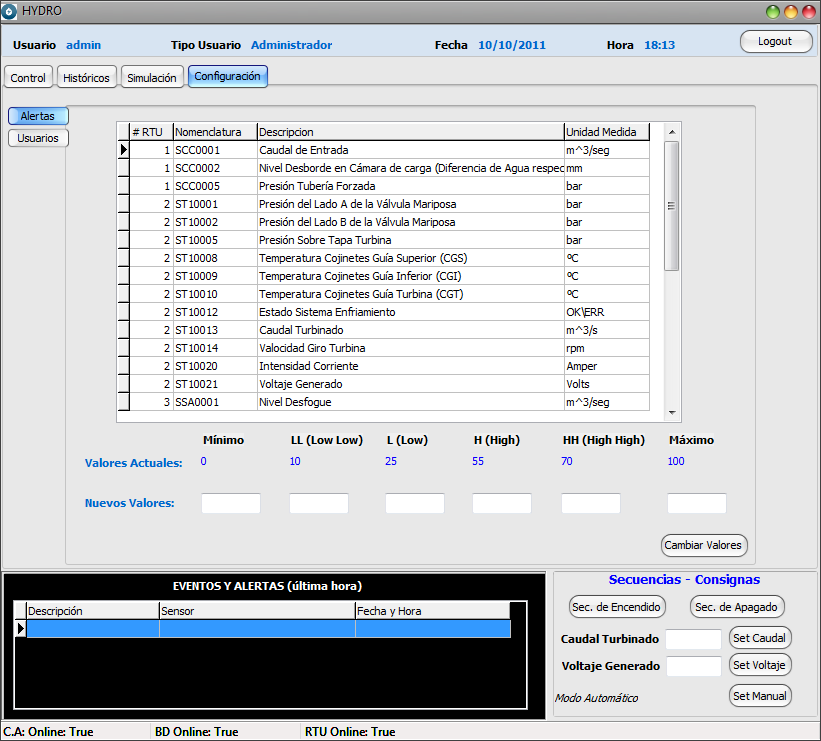 HYDRO
Usuario admin Tipo Usuario Administrador Fecha 10/10/2011 Hora 18:13 Logout
Control Históricos Simulación Configuración
Alertas
Usuarios
# RTU Nomenclatura Descripcion Unidad Medida
1 SCC0001 Caudal de Entrada m^3/seg
1 SCC0002 Nivel Desborde en Cámara de carga (Diferencia de Agua respec mm
1 SCC0005 Presión Tubería Forzada bar
2 ST10001 Presión del Lado A de la Válvula Mariposa bar
2 ST10002 Presión del Lado B de la Válvula Mariposa bar
2 ST10005 Presión Sobre Tapa Turbina bar
2 ST10008 Temperatura Cojinetes Guía Superior (CGS) ºC
2 ST10009 Temperatura Cojinetes Guía Inferior (CGI) ºC
2 ST10010 Temperatura Cojinetes Guía Turbina (CGT) ºC
2 ST10012 Estado Sistema Enfriamiento OK\ERR
2 ST10013 Caudal Turbinado m^3/s
2 ST10014 Valocidad Giro Turbina rpm
2 ST10020 Intensidad Corriente Amper
2 ST10021 Voltaje Generado Volts
3 SSA0001 Nivel Desfogue m^3/seg
Mínimo LL (Low Low) L (Low) H (High) HH (High High) Máximo
Valores Actuales: 0 10 25 55 70 100
Nuevos Valores:
Cambiar Valores
EVENTOS Y ALERTAS (última hora)
Descripción Sensor Fecha y Hora
Secuencias - Consignas
Sec. de Encendido Sec. de Apagado
Caudal Turbinado Set Caudal
Voltaje Generado Set Voltaje
Modo Automático Set Manual
C.A: Online: True BD Online: True RTU Online: True